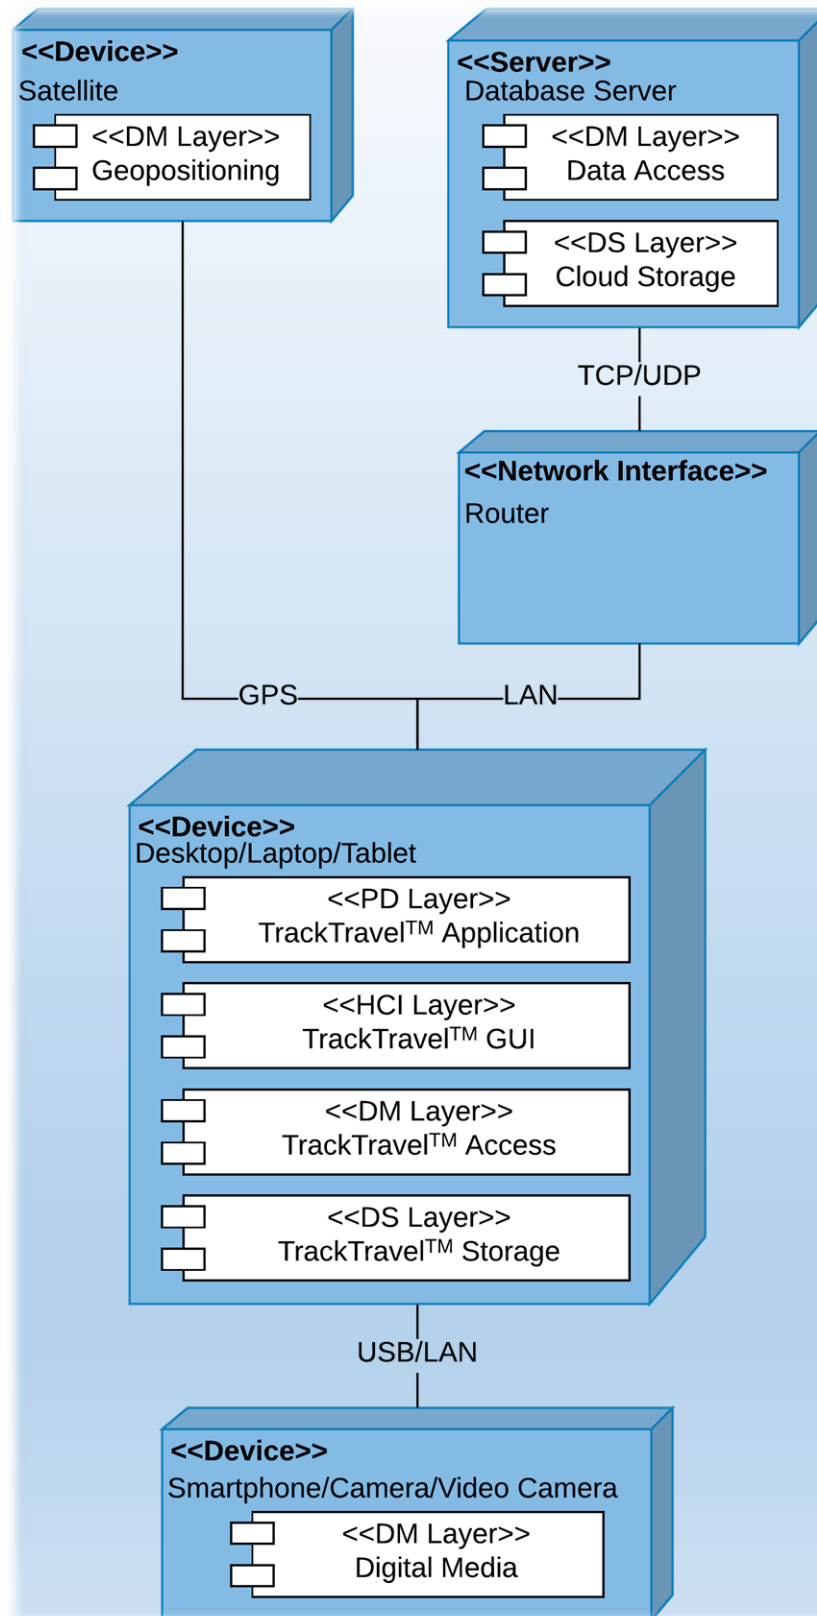 <<Device>>
Satellite
<<DM Layer>>
Geopositioning
<<Server>>
Database Server
<<DM Layer>>
Data Access
<<DS Layer>>
Cloud Storage
TCP/UDP
<<Network Interface>>
Router
GPS
LAN
<<Device>>
Desktop/Laptop/Tablet
<<PD Layer>>
TrackTravel™ Application
<<HCI Layer>>
TrackTravel™ GUI
<<DM Layer>>
TrackTravel™ Access
<<DS Layer>>
TrackTravel™ Storage
USB/LAN
<<Device>>
Smartphone/Camera/Video Camera
<<DM Layer>>
Digital Media